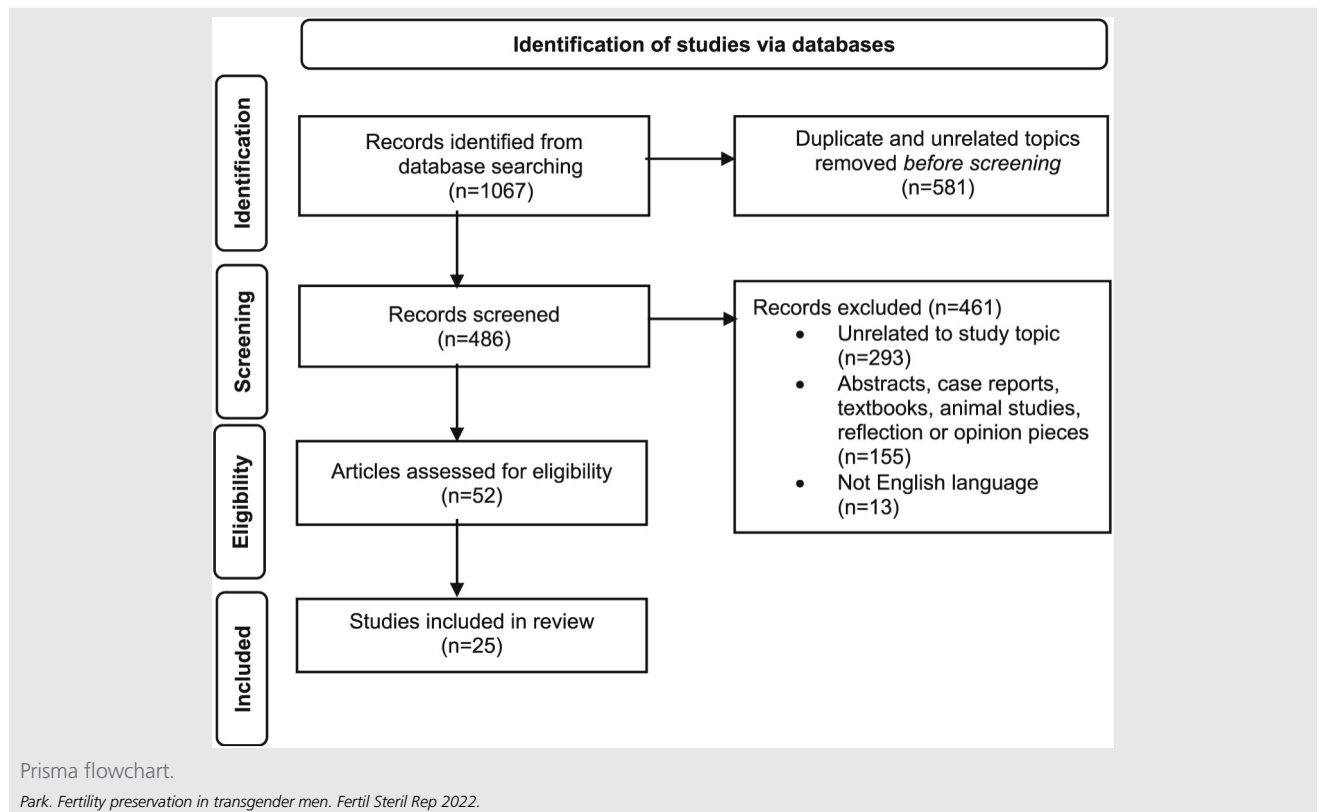 Identification of studies via databases
Identification
Records identified from
database searching
(n=1067)
Duplicate and unrelated topics
removed before screening
(n=581)
Screening
Records screened
(n=486)
Records excluded (n=461)
• Unrelated to study topic
(n=293)
• Abstracts, case reports,
textbooks, animal studies,
reflection or opinion pieces
(n=155)
• Not English language
(n=13)
Eligibility
Articles assessed for eligibility
(n=52)
Included
Studies included in review
(n=25)
Prisma flowchart.
Park. Fertility preservation in transgender men. Fertil Steril Rep 2022.